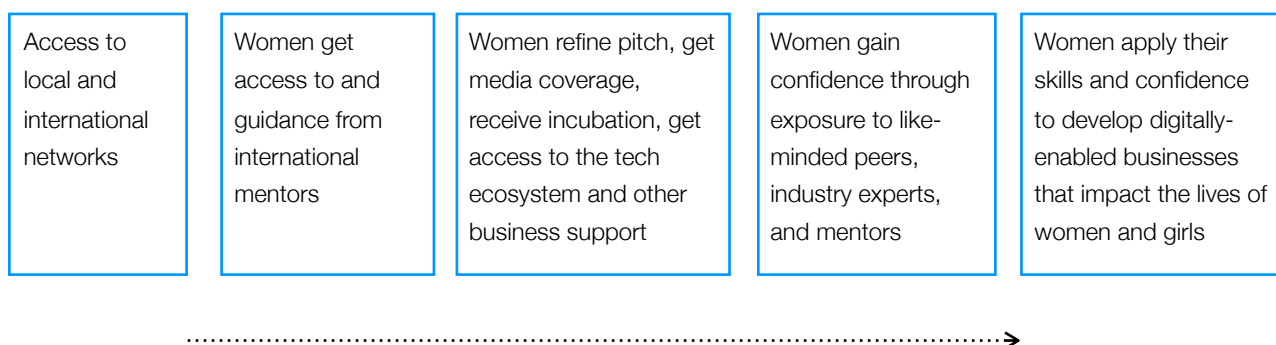 Access to
local and
international
networks
Women get
access to and
guidance from
international
mentors
Women refine pitch, get
media coverage,
receive incubation, get
access to the tech
ecosystem and other
business support
Women gain
confidence through
exposure to like-
minded peers,
industry experts,
and mentors
Women apply their
skills and confidence
to develop digitally-
enabled businesses
that impact the lives of
women and girls